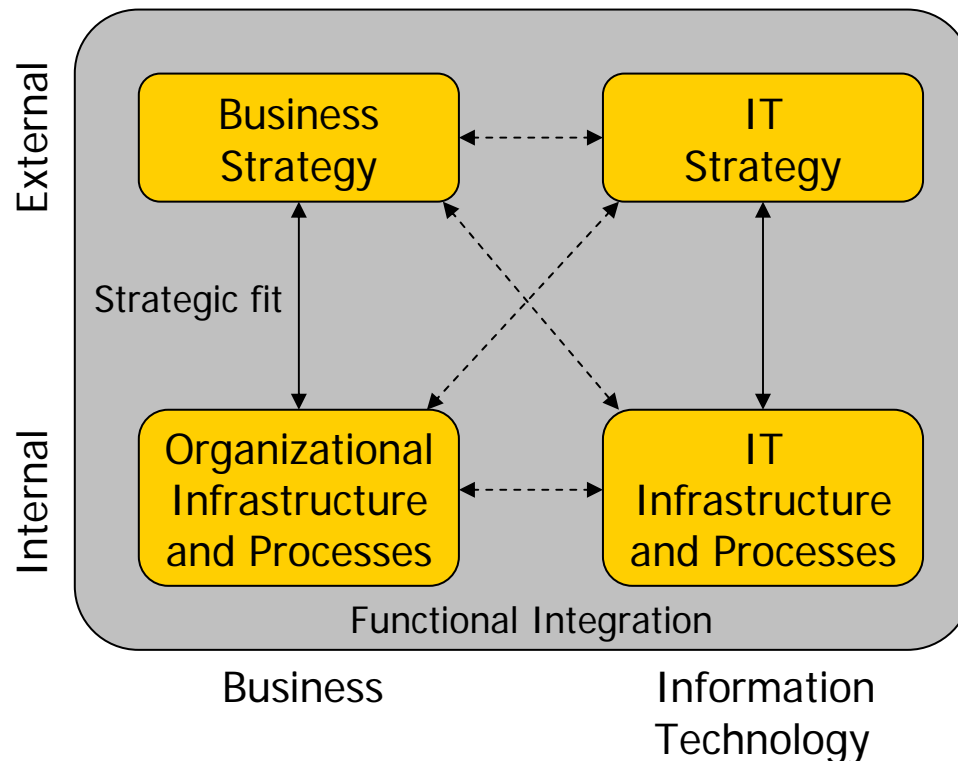 External
Business
Strategy
IT
Strategy
Strategic fit
Internal
Organizational
Infrastructure
and Processes
IT
Infrastructure
and Processes
Functional Integration
Business
Information
Technology